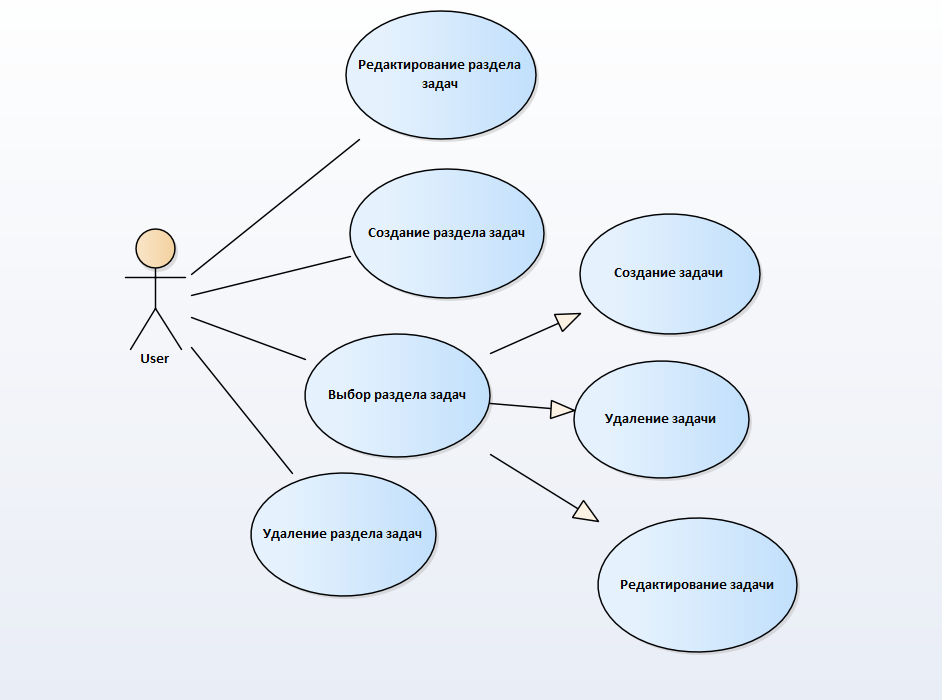 Редактирование раздела
задач
Создание раздела задач
Создание задачи
User
Выбор раздела задач
Удаление задачи
Удаление раздела задач
Редактирование задачи